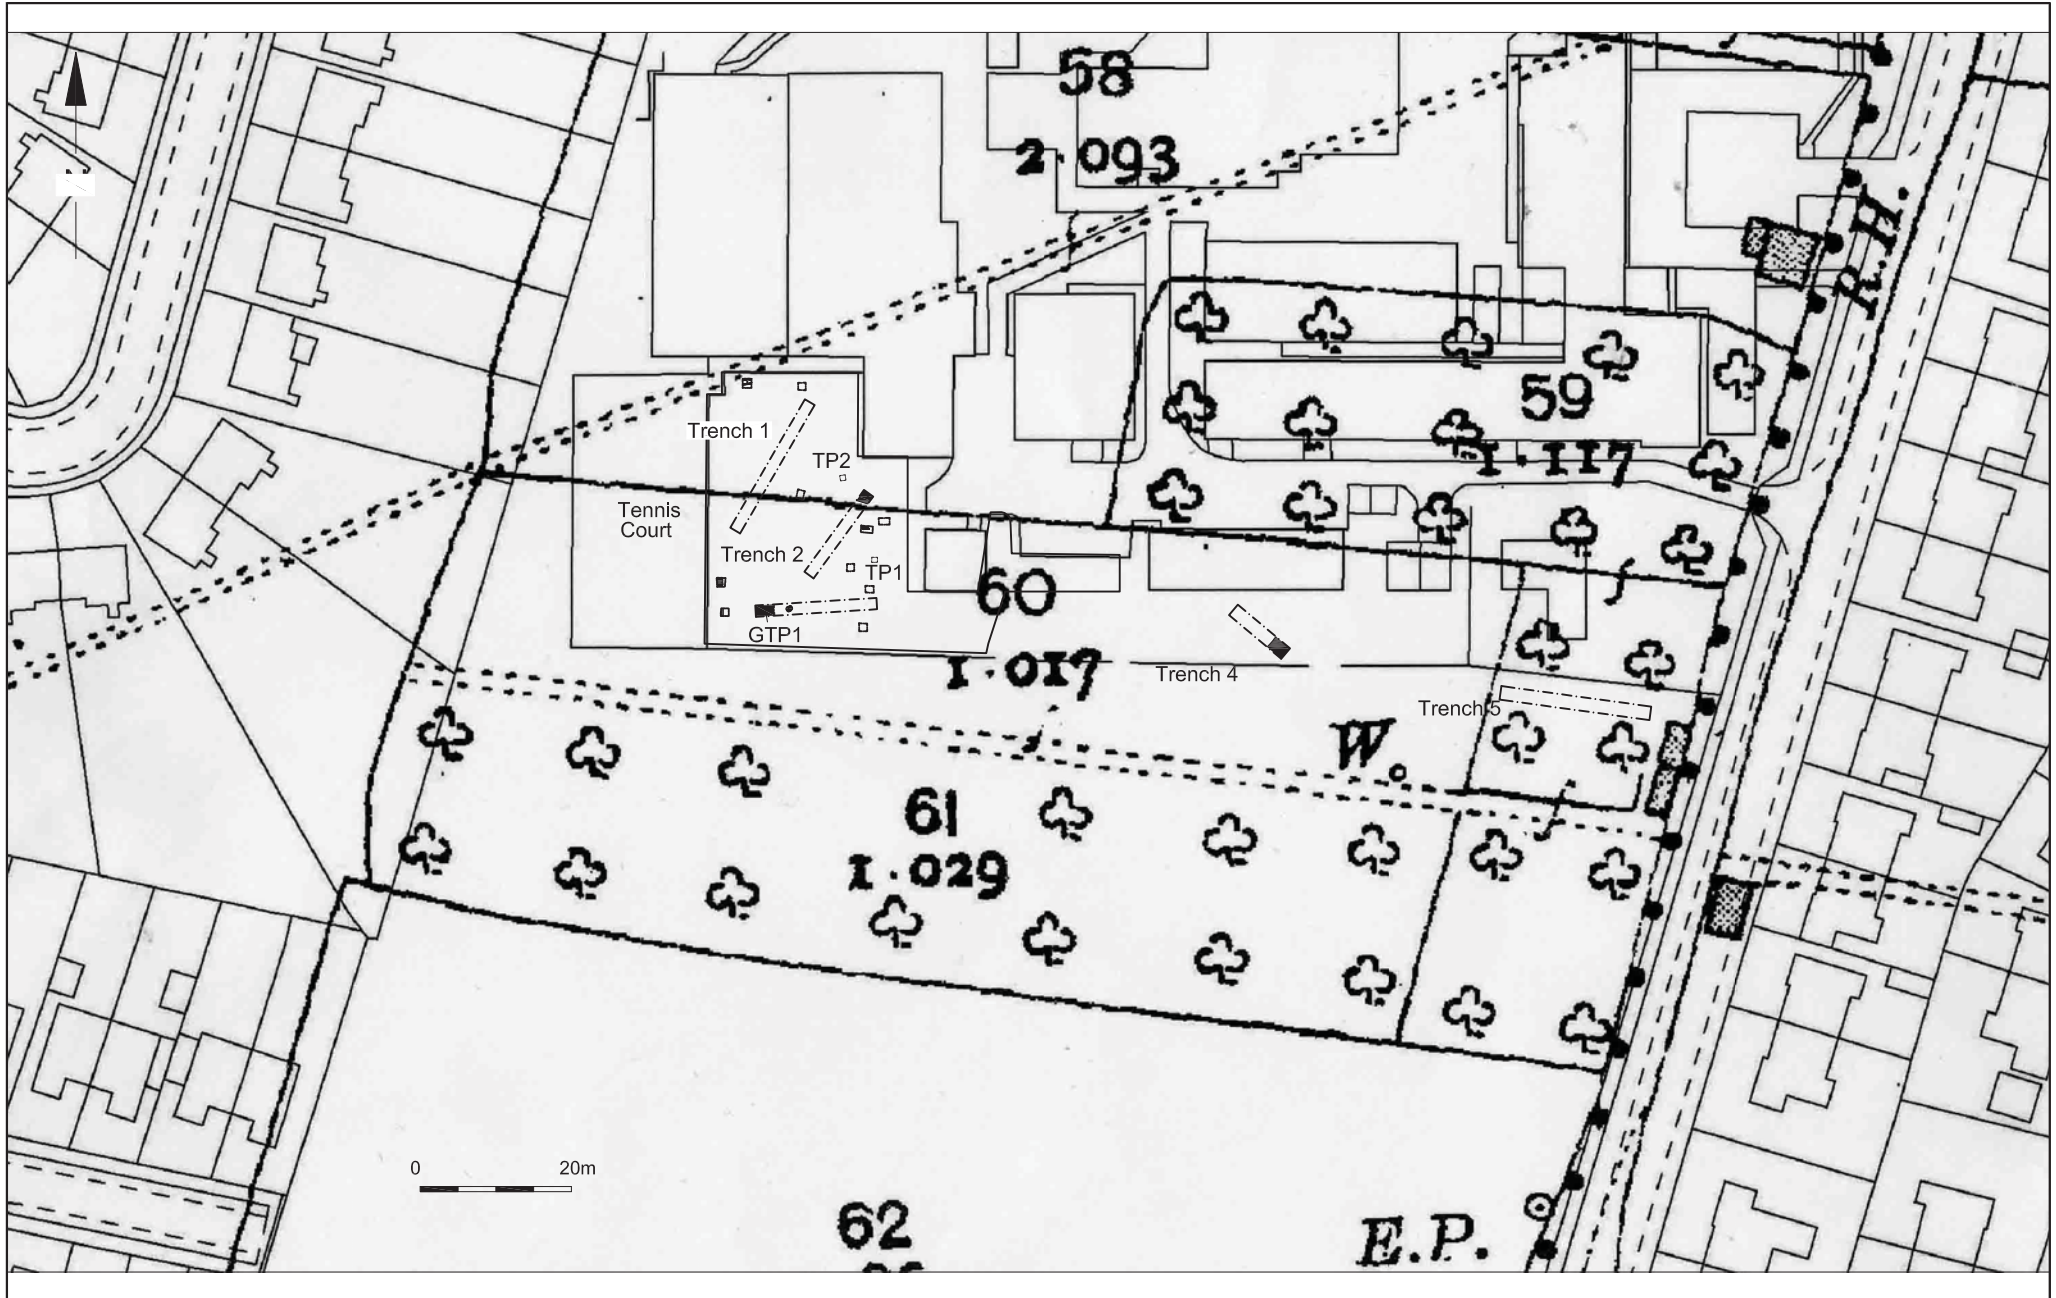 58
2.093
N
R.H.
59
1.117
Trench 1
TP2
Tennis
Court
Trench 2
TP1
60
GTP1
1.017
Trench 4
Trench 5
W.
61
1.029
0 20m
62
E.P.